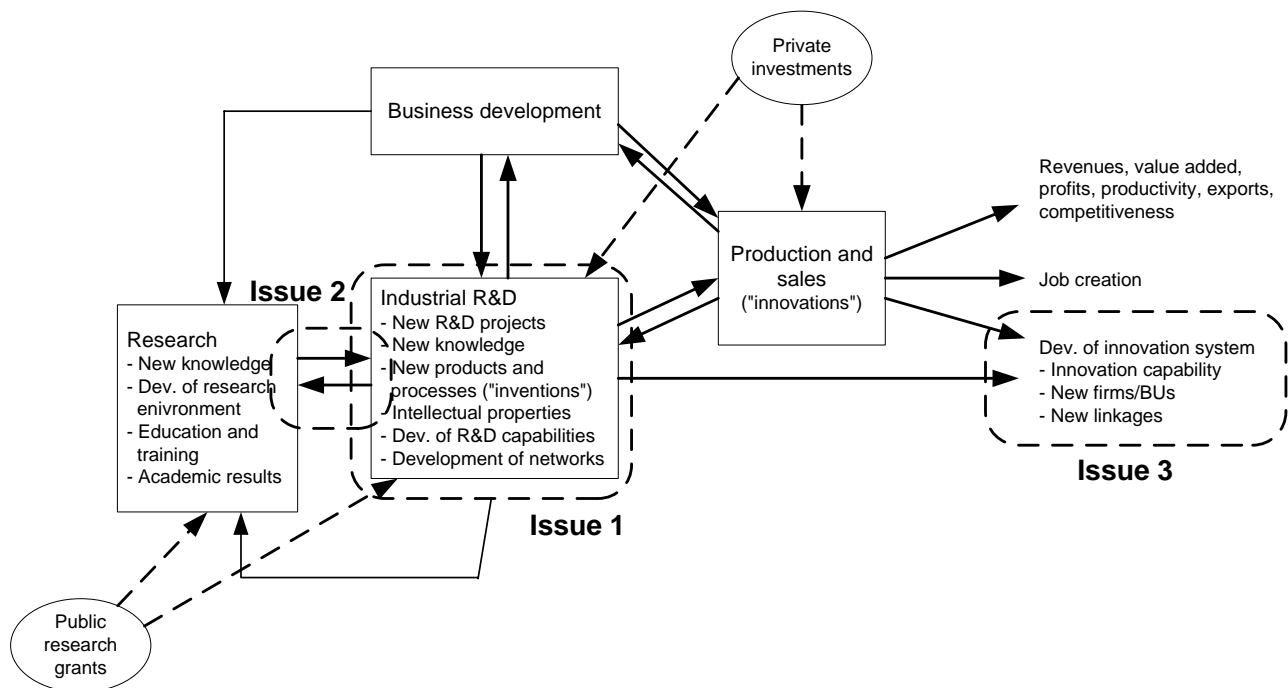 Private
investments
Business development
Revenues, value added,
profits, productivity, exports,
competitiveness
Production and
sales
("innovations")
Job creation
Issue 2
Industrial R&D
- New R&D projects
- New knowledge
- New products and
processes ("inventions")
- Intellectual properties
- Dev. of R&D capabilities
- Development of networks
Research
- New knowledge
- Dev. of research
enivronment
- Education and
training
- Academic results
Dev. of innovation system
- Innovation capability
- New firms/BUs
- New linkages
Issue 3
Issue 1
Public
research
grants